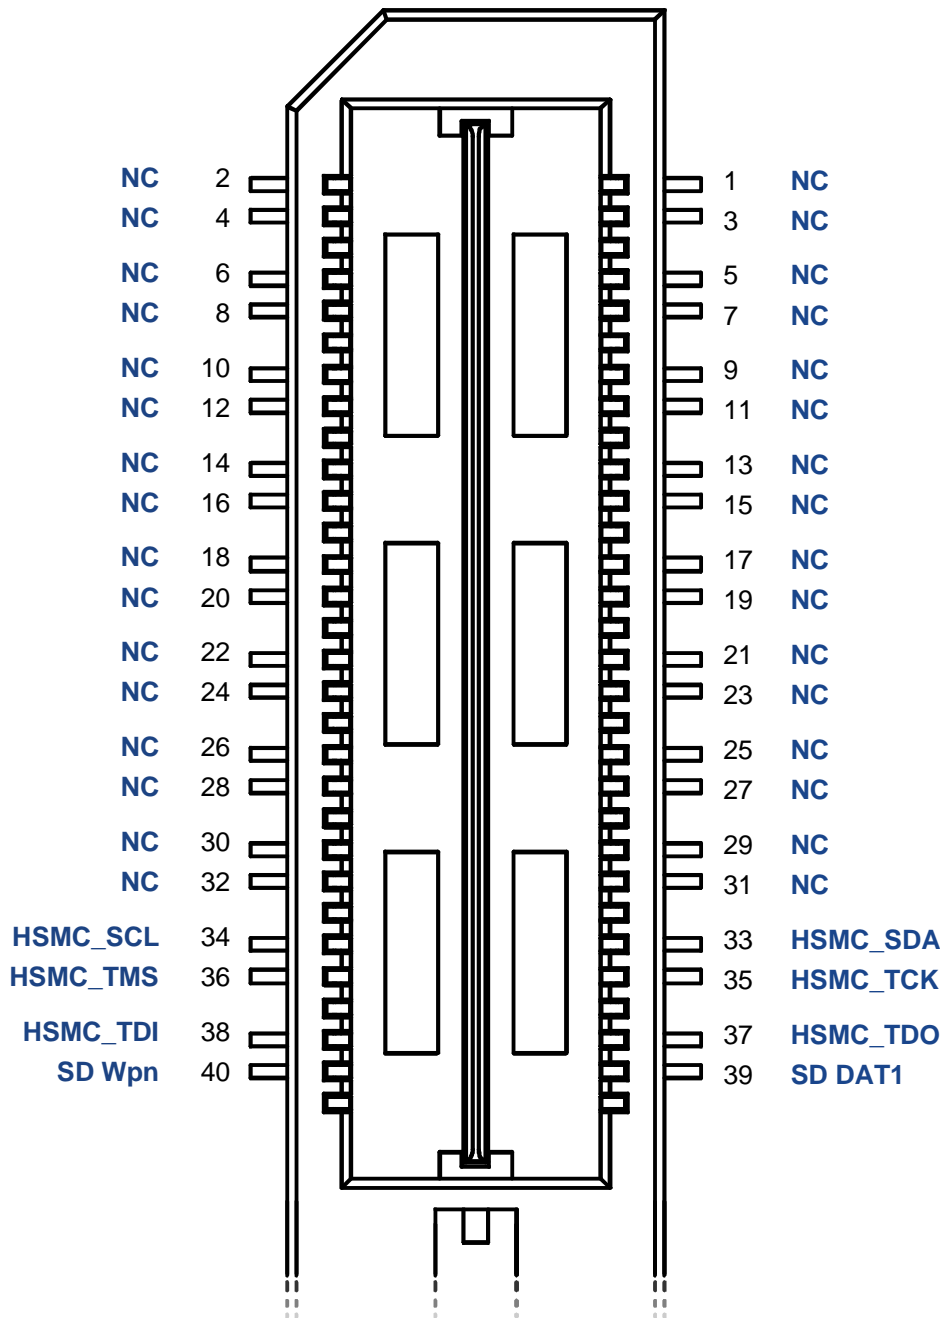 NC 2 1 NC
NC 4 3 NC
NC 6 5 NC
NC 8 7 NC
NC 10 9 NC
NC 12 11 NC
NC 14 13 NC
NC 16 15 NC
NC 18 17 NC
NC 20 19 NC
NC 22 21 NC
NC 24 23 NC
NC 26 25 NC
NC 28 27 NC
NC 30 29 NC
NC 32 31 NC
HSMC_SCL 34 33 HSMC_SDA
HSMC_TMS 36 35 HSMC_TCK
HSMC_TDI 38 37 HSMC_TDO
SD Wpn 40 39 SD DAT1